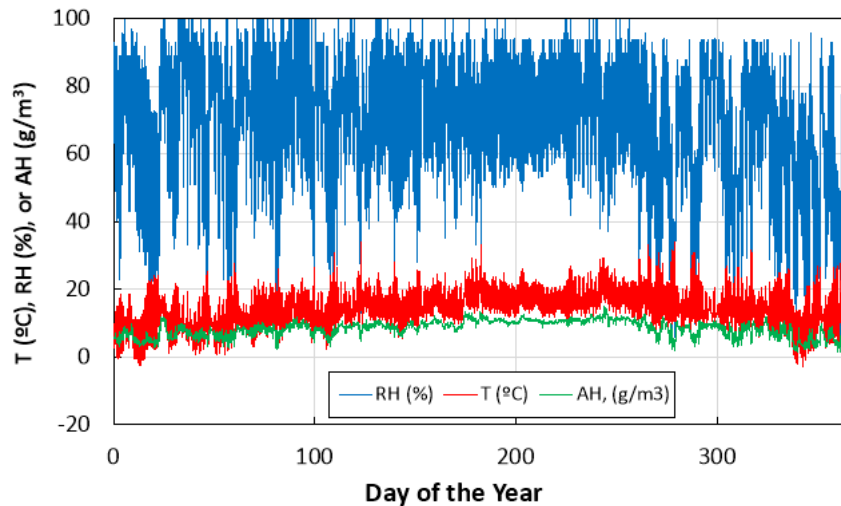 100
80
60
40
20
0
-20
T (ºC), RH (%), or AH (g/m³)
RH (%) T (ºC) AH, (g/m3)
0 100 200 300
Day of the Year